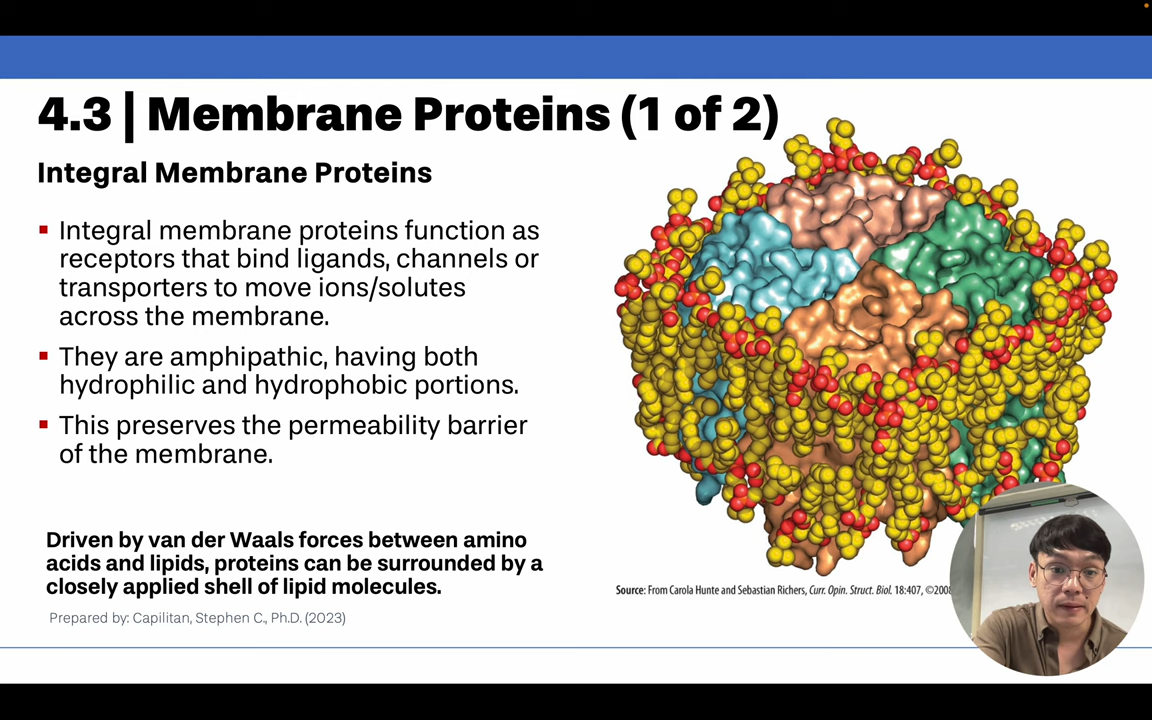 4.3 | Membrane Proteins (1 of 2)
Integral Membrane Proteins
▪ Integral membrane proteins function as
receptors that bind ligands, channels or
transporters to move ions/solutes
across the membrane.
▪ They are amphipathic, having both
hydrophilic and hydrophobic portions.
▪ This preserves the permeability barrier
of the membrane.
Driven by van der Waals forces between amino
acids and lipids, proteins can be surrounded by a
closely applied shell of lipid molecules.
Source: From Carola Hunte and Sebastian Richers, Curr. Opin. Struct. Biol. 18:407, ©2008
Prepared by: Capilitan, Stephen C., Ph.D. (2023)